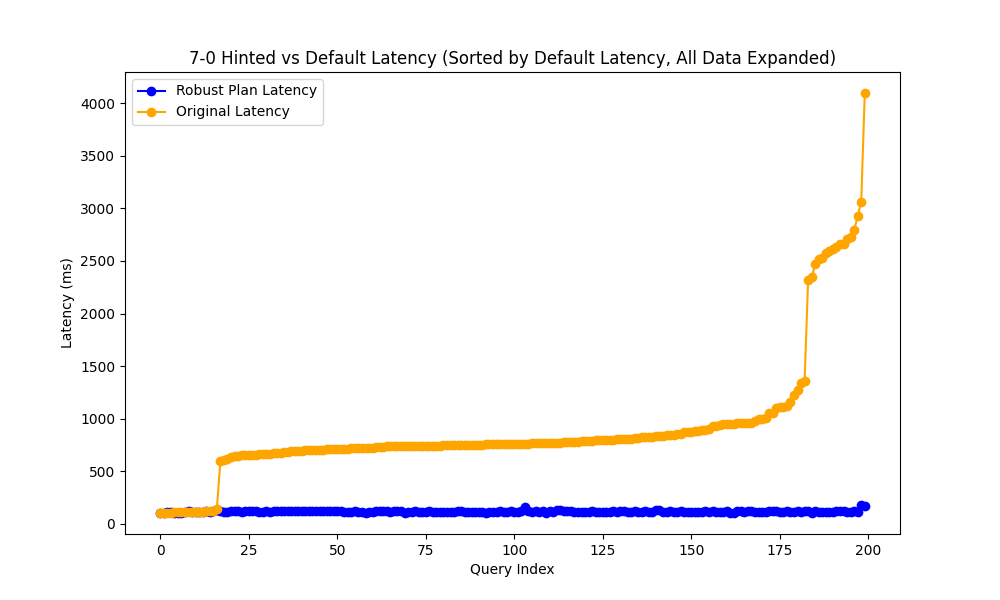 7-0 Hinted vs Default Latency (Sorted by Default Latency, All Data Expanded)
Robust Plan Latency
Original Latency
4000
3500
3000
2500
2000
1500
1000
500
0
Latency (ms)
0 25 50 75 100 125 150 175 200
Query Index